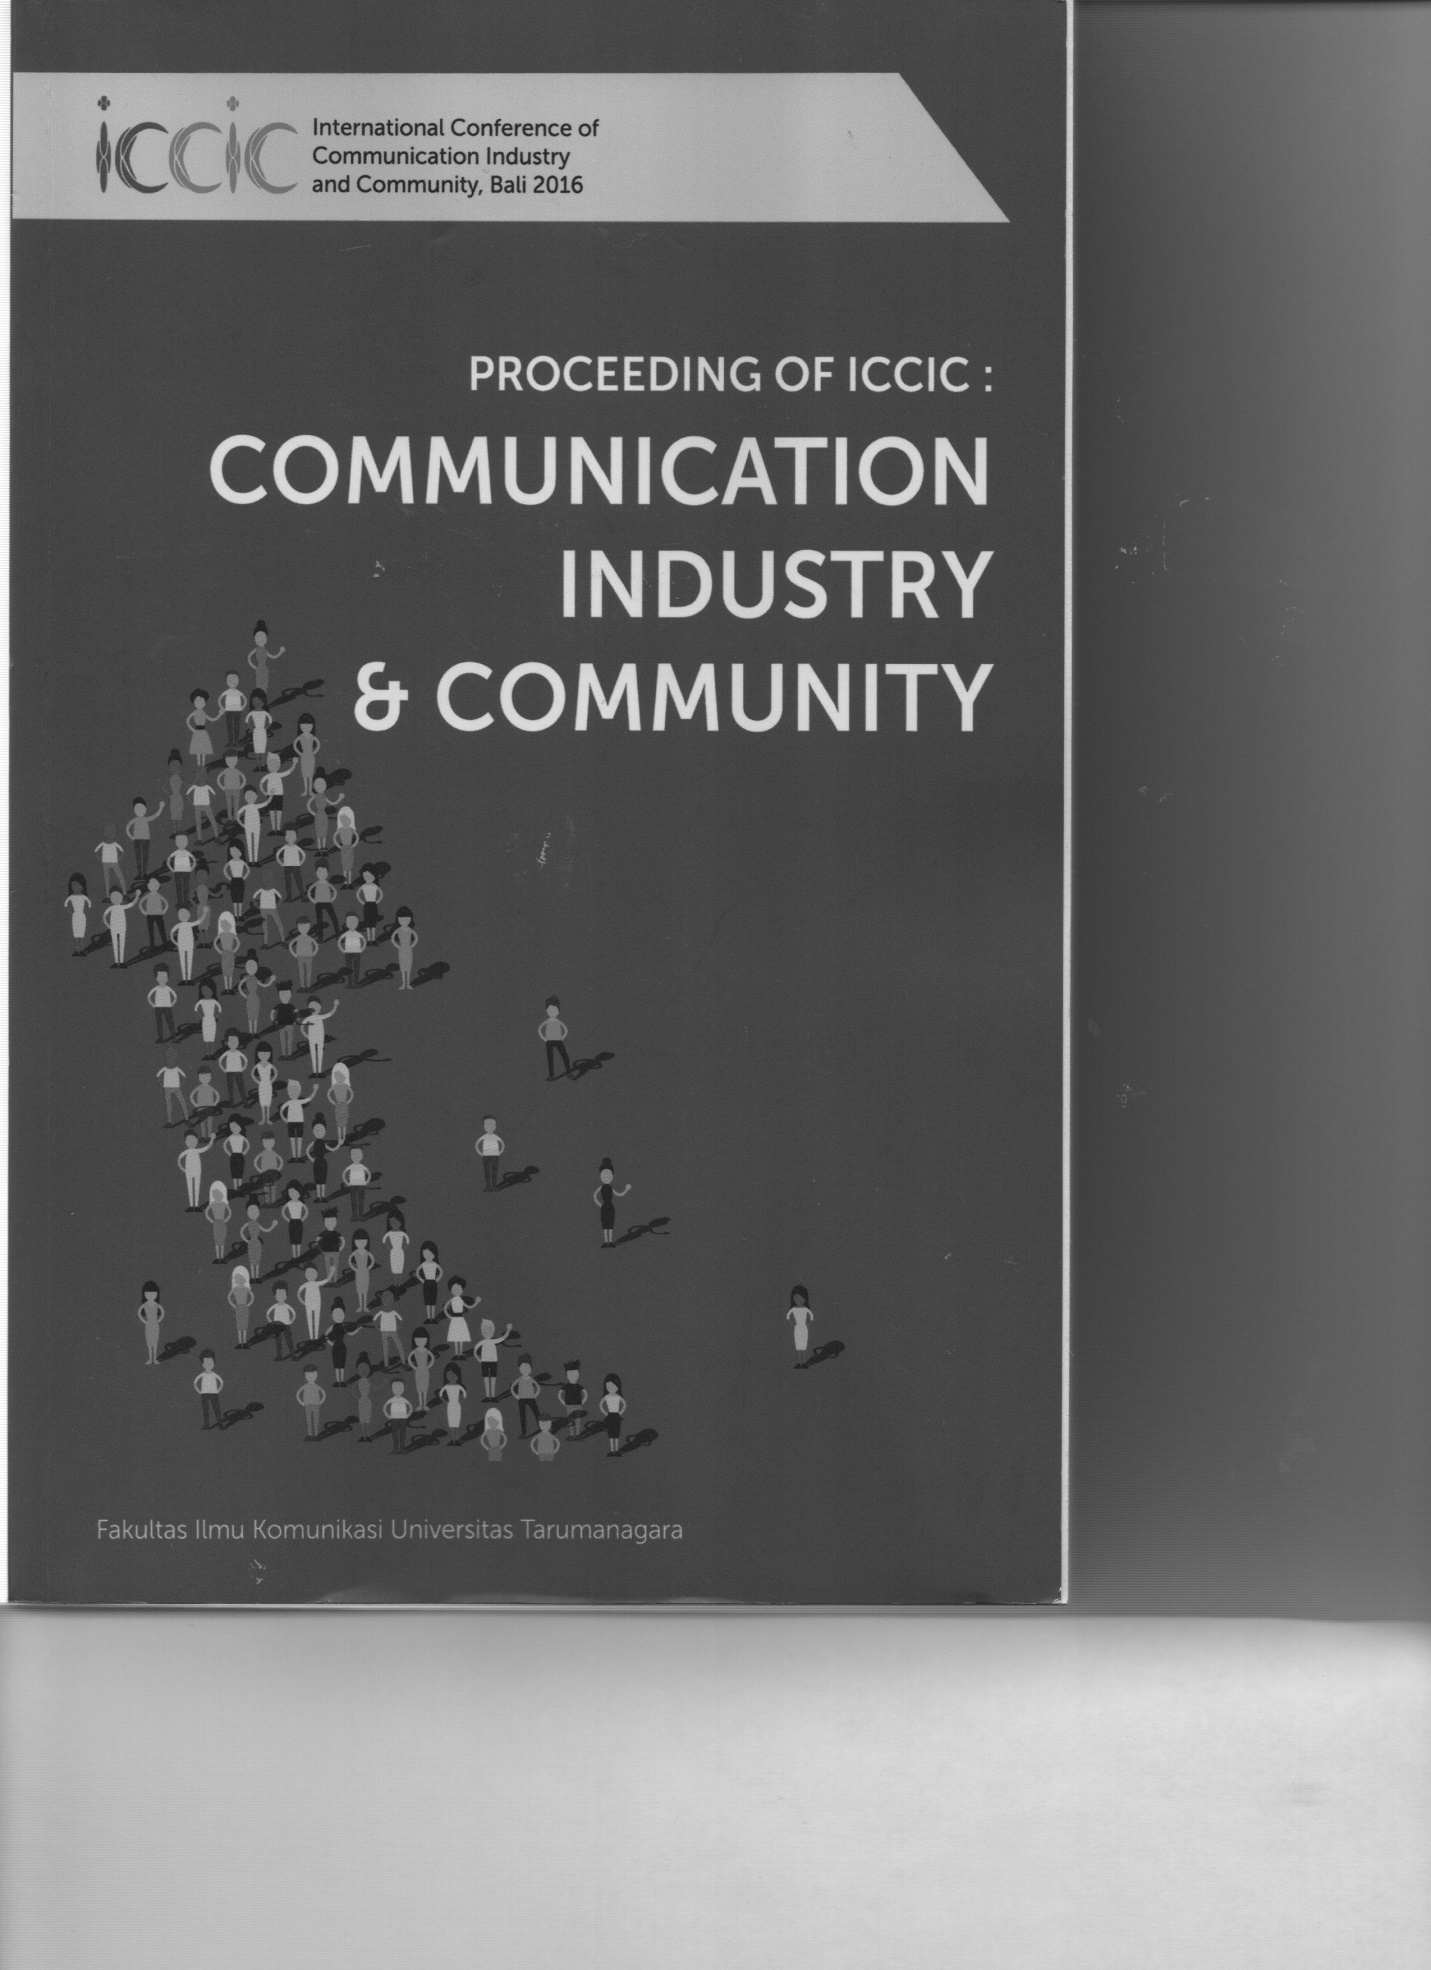 iccic
International Conference of
Communication Industry
and Community, Bali 2016
PROCEEDING OF ICCIC :
COMMUNICATION
INDUSTRY
& COMMUNITY
Fakultas Ilmu Komunikasi Universitas Tarumanagara